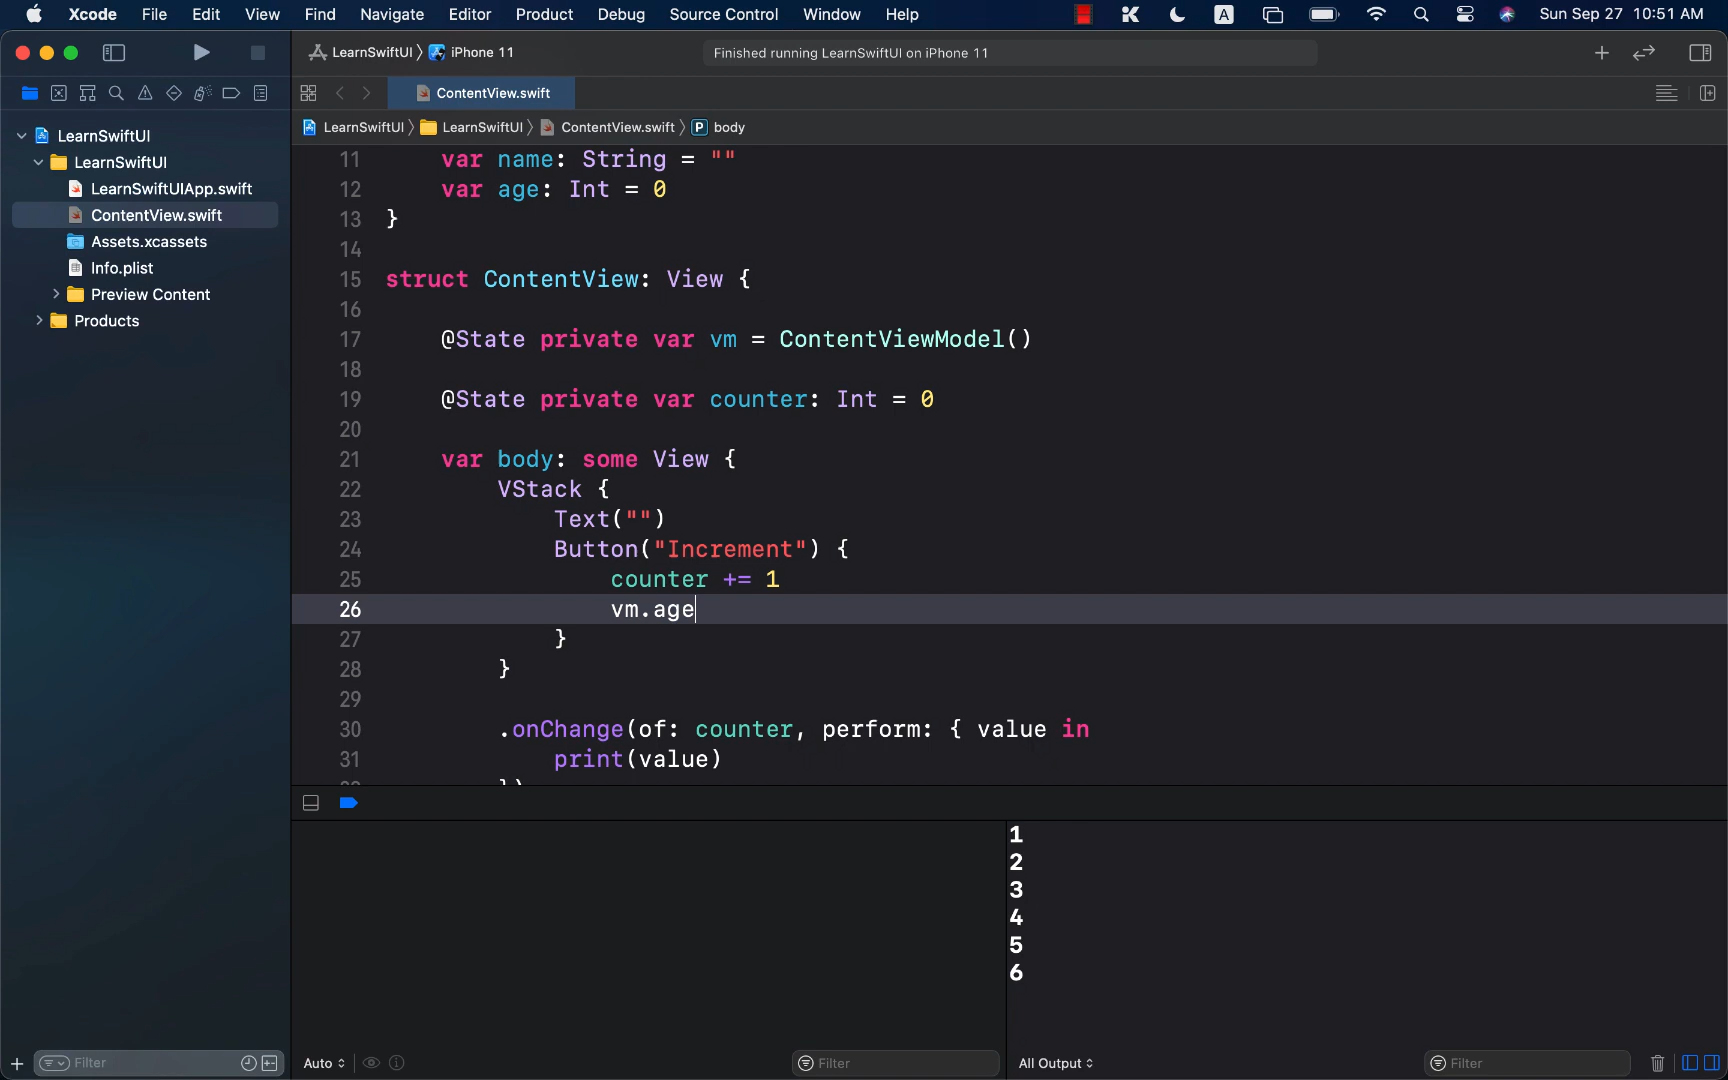 Xcode File Edit View Find Navigate Editor Product Debug Source Control Window Help A Sun Sep 27 10:51 AM
LearnSwiftUI iPhone 11
Finished running LearnSwiftUI on iPhone 11
ContentView.swift
LearnSwiftUI LearnSwiftUI ContentView.swift P body
LearnSwiftUI
LearnSwiftUI
LearnSwiftUIApp.swift
ContentView.swift
Assets.xcassets
Info.plist
Preview Content
Products
11 var name: String = ""
12 var age: Int = 0
13 }
14
15 struct ContentView: View {
16
17 @State private var vm = ContentViewModel()
18
19 @State private var counter: Int = 0
20
21 var body: some View {
22 VStack {
23 Text("")
24 Button("Increment") {
25 counter += 1
26 vm.age
27 }
28 }
29
30 .onChange(of: counter, perform: { value in
31 print(value)
1
2
3
4
5
6
Filter
Auto
Filter
All Output
Filter